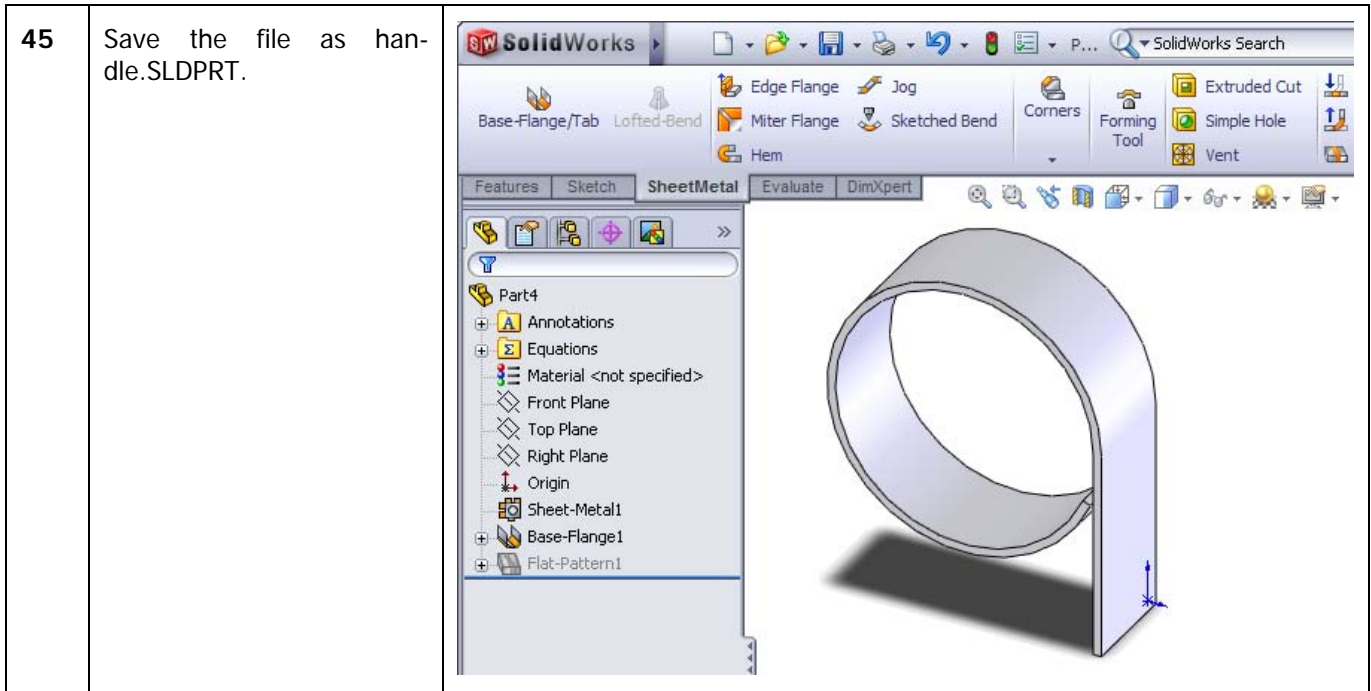 45
Save the file as han-
dle.SLDPRT.
SolidWorks
P...
SolidWorks Search
Base-Flange/Tab
Lofted-Bend
Edge Flange
Miter Flange
Hem
Jog
Sketched Bend
Corners
Forming
Tool
Extruded Cut
Simple Hole
Vent
Features
Sketch
SheetMetal
Evaluate
DimXpert
Part4
Annotations
Equations
Material <not specified>
Front Plane
Top Plane
Right Plane
Origin
Sheet-Metal1
Base-Flange1
Flat-Pattern1